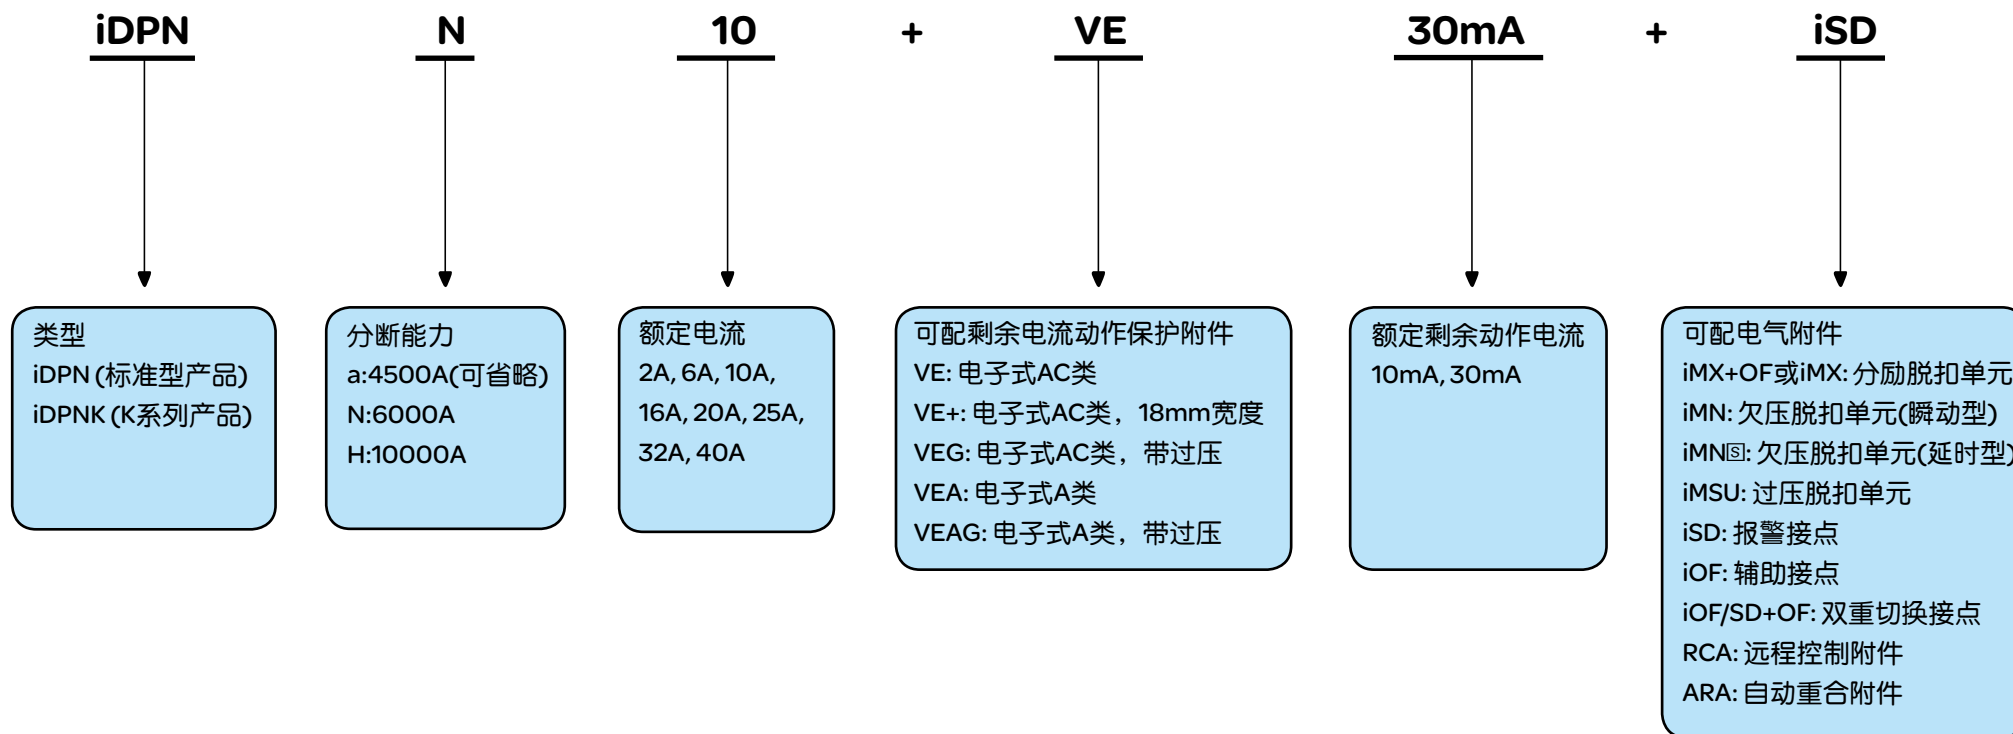 iDPN N 10 + VE 30mA + iSD
类型
iDPN (标准型产品)
iDPNK (K系列产品)
分断能力
a:4500A(可省略)
N:6000A
H:10000A
额定电流
2A, 6A, 10A,
16A, 20A, 25A,
32A, 40A
可配剩余电流动作保护附件
VE: 电子式AC类
VE+: 电子式AC类，18mm宽度
VEG: 电子式AC类，带过压
VEA: 电子式A类
VEAG: 电子式A类，带过压
额定剩余动作电流
10mA, 30mA
可配电气附件
iMX+OF或iMX: 分励脱扣单元
iMN: 欠压脱扣单元(瞬动型)
iMN🅂: 欠压脱扣单元(延时型)
iMSU: 过压脱扣单元
iSD: 报警接点
iOF: 辅助接点
iOF/SD+OF: 双重切换接点
RCA: 远程控制附件
ARA: 自动重合附件